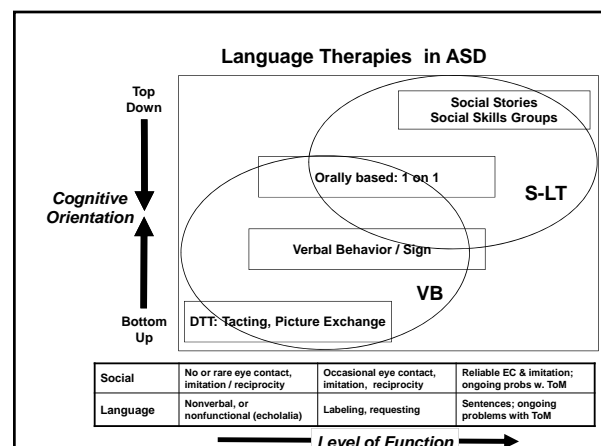 Language Therapies in ASD
Top
Down
Social Stories
Social Skills Groups
Orally based: 1 on 1
S-LT
Cognitive
Orientation
Verbal Behavior / Sign
VB
Bottom
Up
DTT: Tacting, Picture Exchange
Social
No or rare eye contact,
imitation / reciprocity
Occasional eye contact,
imitation, reciprocity
Reliable EC & imitation;
ongoing probs w. ToM
Language
Nonverbal, or
nonfunctional (echolalia)
Labeling, requesting
Sentences; ongoing
problems with ToM
Level of Function